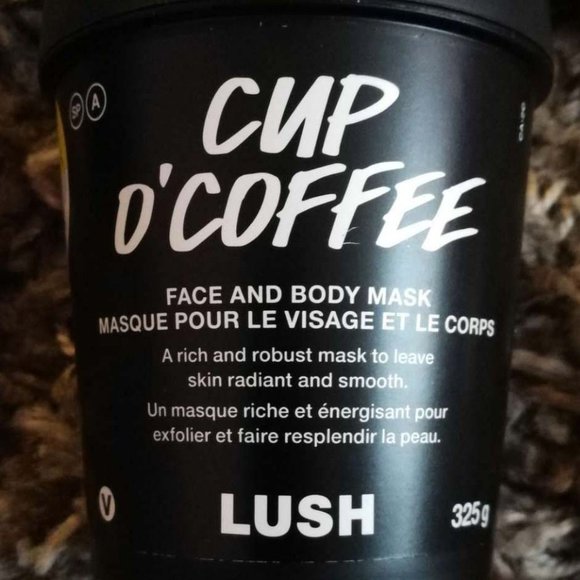 SP A
CUP
O'COFFEE
FACE AND BODY MASK
MASQUE POUR LE VISAGE ET LE CORPS
A rich and robust mask to leave
skin radiant and smooth.
Un masque riche et énergisant pour
exfolier et faire resplendir la peau.
V
LUSH
325g